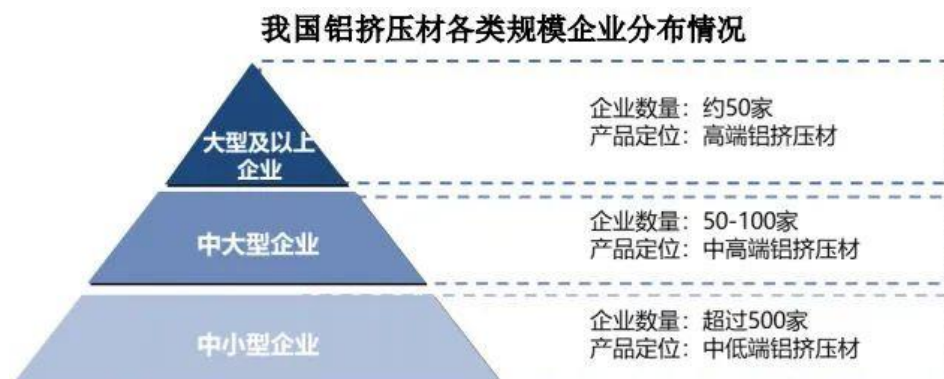 我国铝挤压材各类规模企业分布情况
大型及以上
企业
企业数量：约50家
产品定位：高端铝挤压材
中大型企业
企业数量：50-100家
产品定位：中高端铝挤压材
中小型企业
企业数量：超过500家
产品定位：中低端铝挤压材